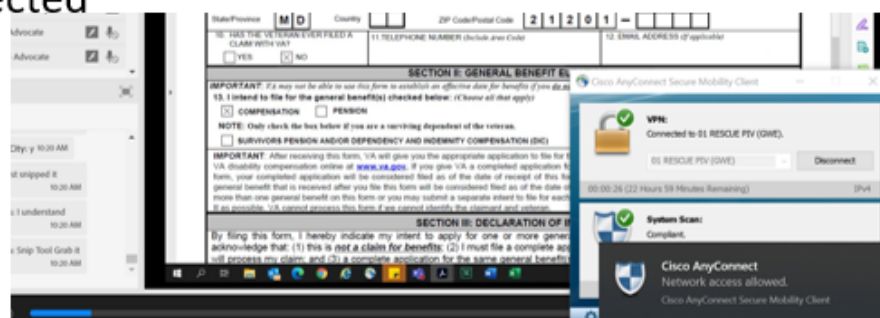 ected
Advocate
Advocate
City: y 10:20 AM
st snipped it
10:20 AM
: I understand
10:20 AM
: Snip Tool Grab it
10:20 AM
State/Province M D Country ZIP Code/Postal Code 2 1 2 0 1 –
10. HAS THE VETERAN EVER FILED A CLAIM WITH VA?
YES NO
11. TELEPHONE NUMBER (Include Area Code)
12. EMAIL ADDRESS (If applicable)
SECTION II: GENERAL BENEFIT EL
IMPORTANT: VA may not be able to use this form to establish an effective date for benefits if you do
13. I intend to file for the general benefit(s) checked below: (Choose all that apply)
COMPENSATION PENSION
NOTE: Only check the box below if you are a surviving dependent of the veteran.
SURVIVORS PENSION AND/OR DEPENDENCY AND INDEMNITY COMPENSATION (DIC)
IMPORTANT: After receiving this form, VA will give you the appropriate application to file for
VA disability compensation online at www.va.gov. If you give VA a completed application
form, your completed application will be considered filed as of the date of receipt of this
general benefit that is received after you file this form will be considered filed as of the date
more than one general benefit on this form or you may submit a separate intent to file for each
If as possible. VA cannot process this form if we cannot identify the claimant and veteran.
SECTION III: DECLARATION OF
By filing this form, I hereby indicate my intent to apply for one or more general
acknowledge that: (1) this is not a claim for benefits; (2) I must file a complete
will process my claim; and (3) a complete application for the same general benefit
Cisco AnyConnect Secure Mobility Client
VPN:
Connected to 01 RESCUE PIV (GWE).
01 RESCUE PIV (GWE) Disconnect
00:00:26 (22 Hours 59 Minutes Remaining) IPv4
System Scan:
Compliant.
Cisco AnyConnect
Network access allowed.
Cisco AnyConnect Secure Mobility Client